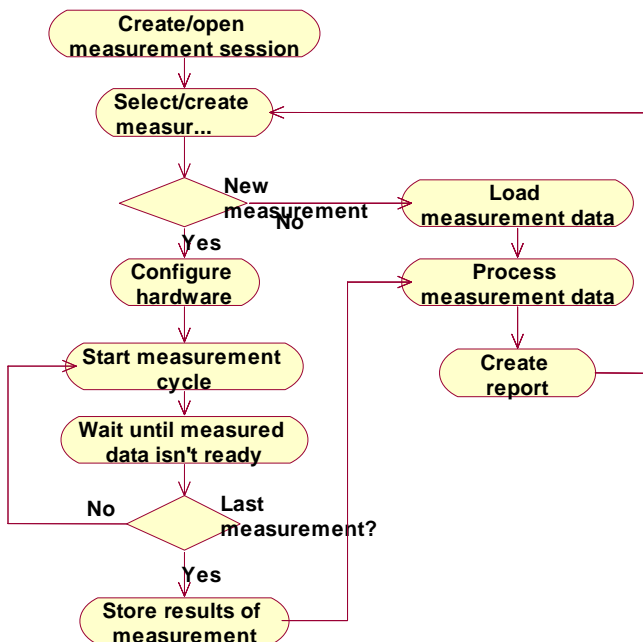 Create/open
measurement session
Select/create
measur...
New
measurement
No
Yes
Load
measurement data
Configure
hardware
Process
measurement data
Start measurement
cycle
Create
report
Wait until measured
data isn't ready
No
Last
measurement?
Yes
Store results of
measurement